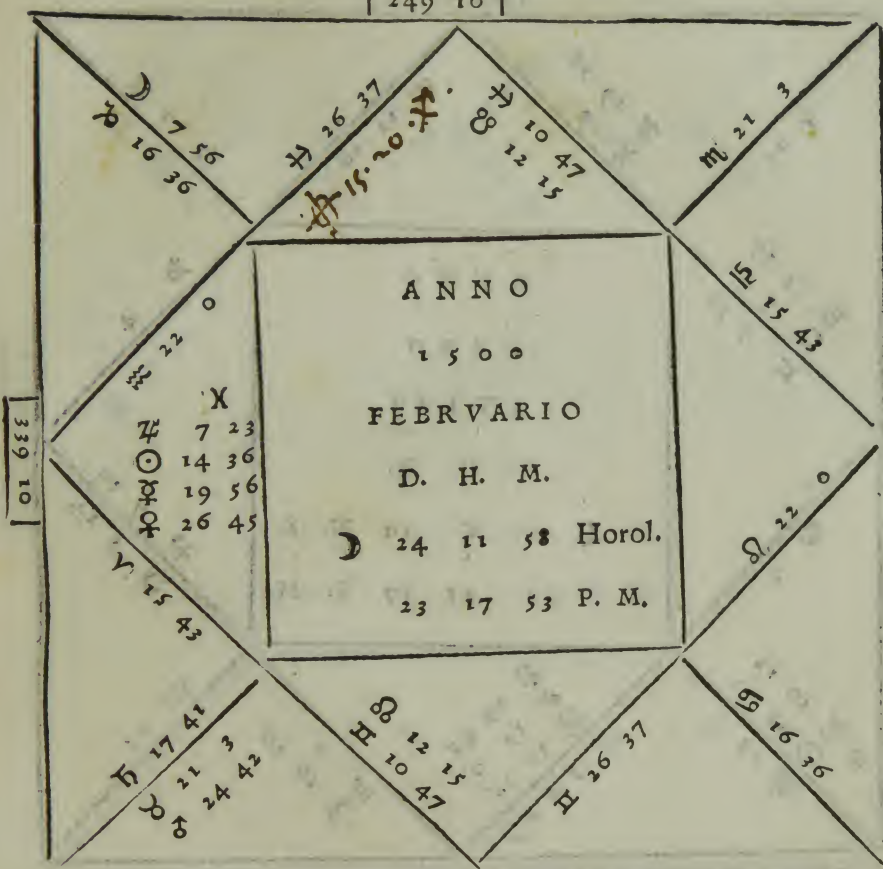 249 10
☽ 7 56
♑ 16 36
♐ 26 37
♐ 10 47
☋ 12 15
♏ 21 3
♎ 15 43
♒ 22 0
♓
♃ 7 23
☉ 14 36
☿ 19 56
♀ 26 45
339 10
ANNO
1500
FEBRVARIO
D. H. M.
☽ 24 11 58 Horol.
23 17 53 P. M.
♌ 22 0
♈ 15 43
♄ 17 41
♉ 21 3
♂ 24 42
☊ 12 15
♊ 10 47
♊ 26 37
♋ 16 36